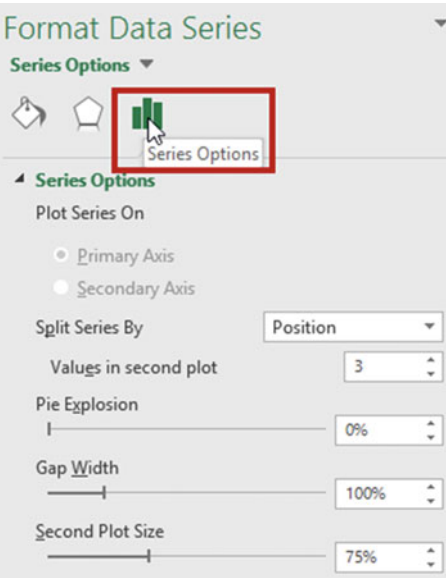 Format Data Series
Series Options
Series Options
Series Options
Plot Series On
Primary Axis
Secondary Axis
Split Series By Position
Values in second plot 3
Pie Explosion
0%
Gap Width
100%
Second Plot Size
75%